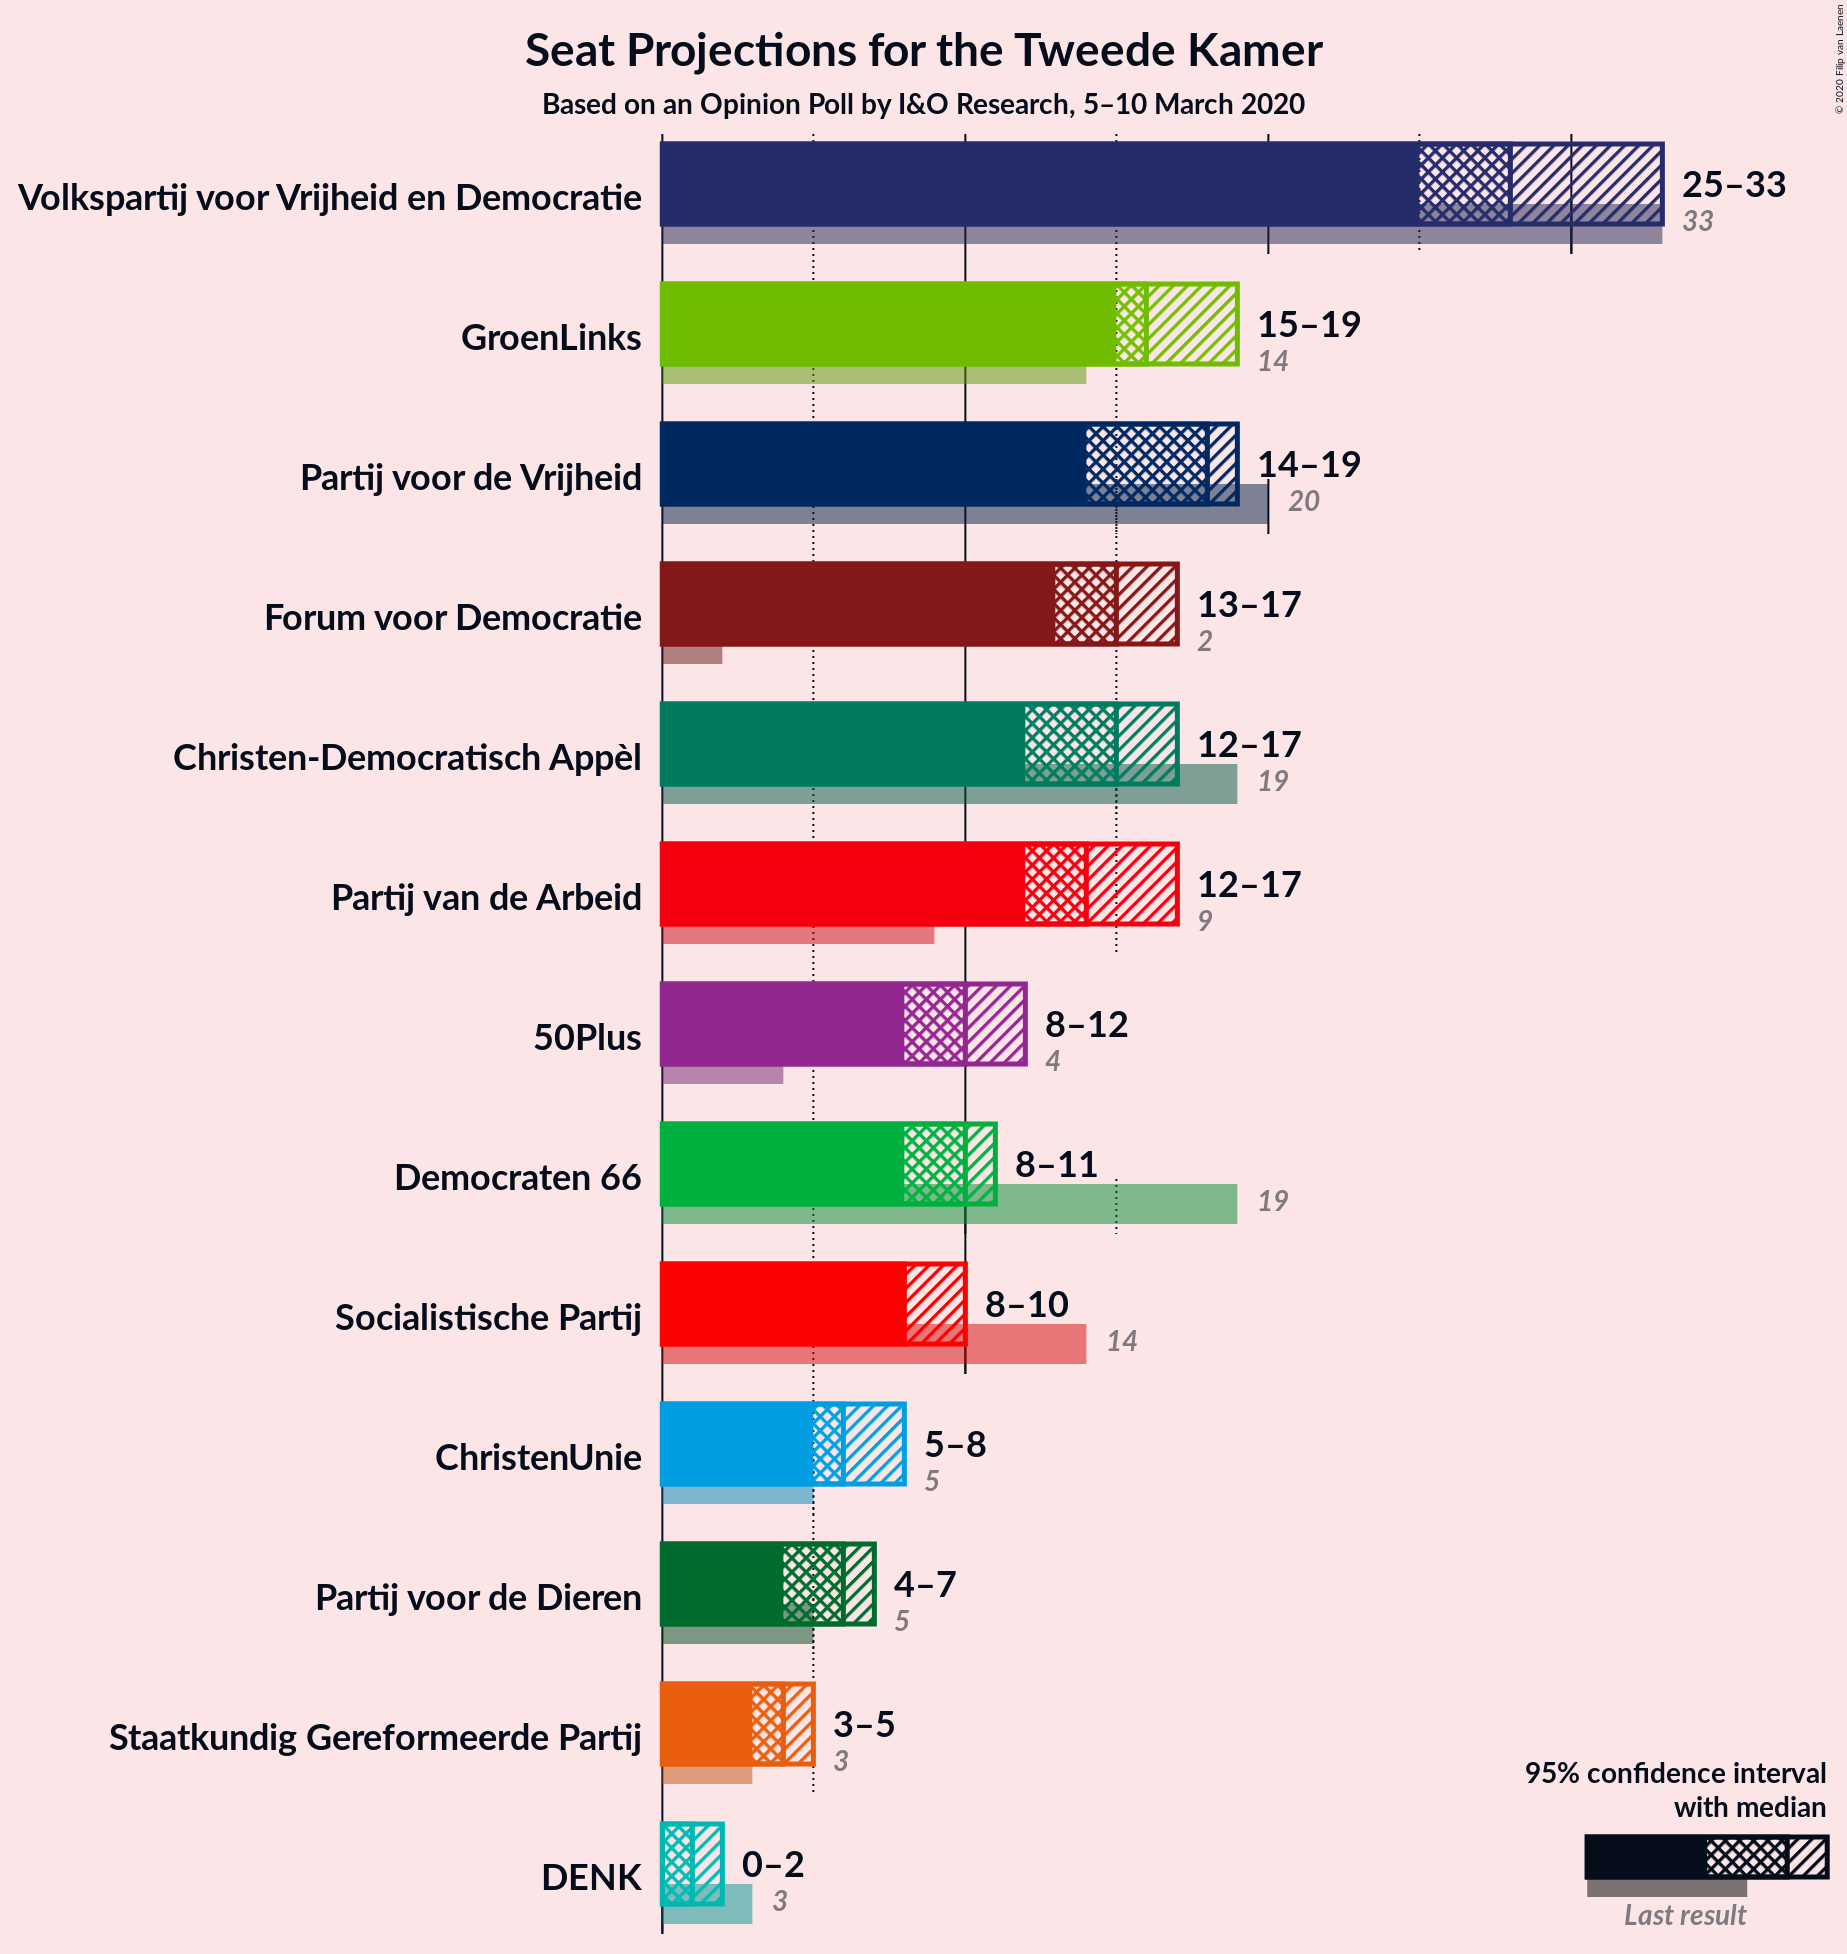 Seat Projections for the Tweede Kamer
Based on an Opinion Poll by I&O Research, 5–10 March 2020
© 2020 Filip van Laenen
Volkspartij voor Vrijheid en Democratie
25–33
33
GroenLinks
15–19
14
Partij voor de Vrijheid
14–19
20
Forum voor Democratie
13–17
2
Christen-Democratisch Appèl
12–17
19
Partij van de Arbeid
12–17
9
50Plus
8–12
4
Democraten 66
8–11
19
Socialistische Partij
8–10
14
ChristenUnie
5–8
5
Partij voor de Dieren
4–7
5
Staatkundig Gereformeerde Partij
3–5
3
DENK
0–2
3
95% confidence interval
with median
Last result